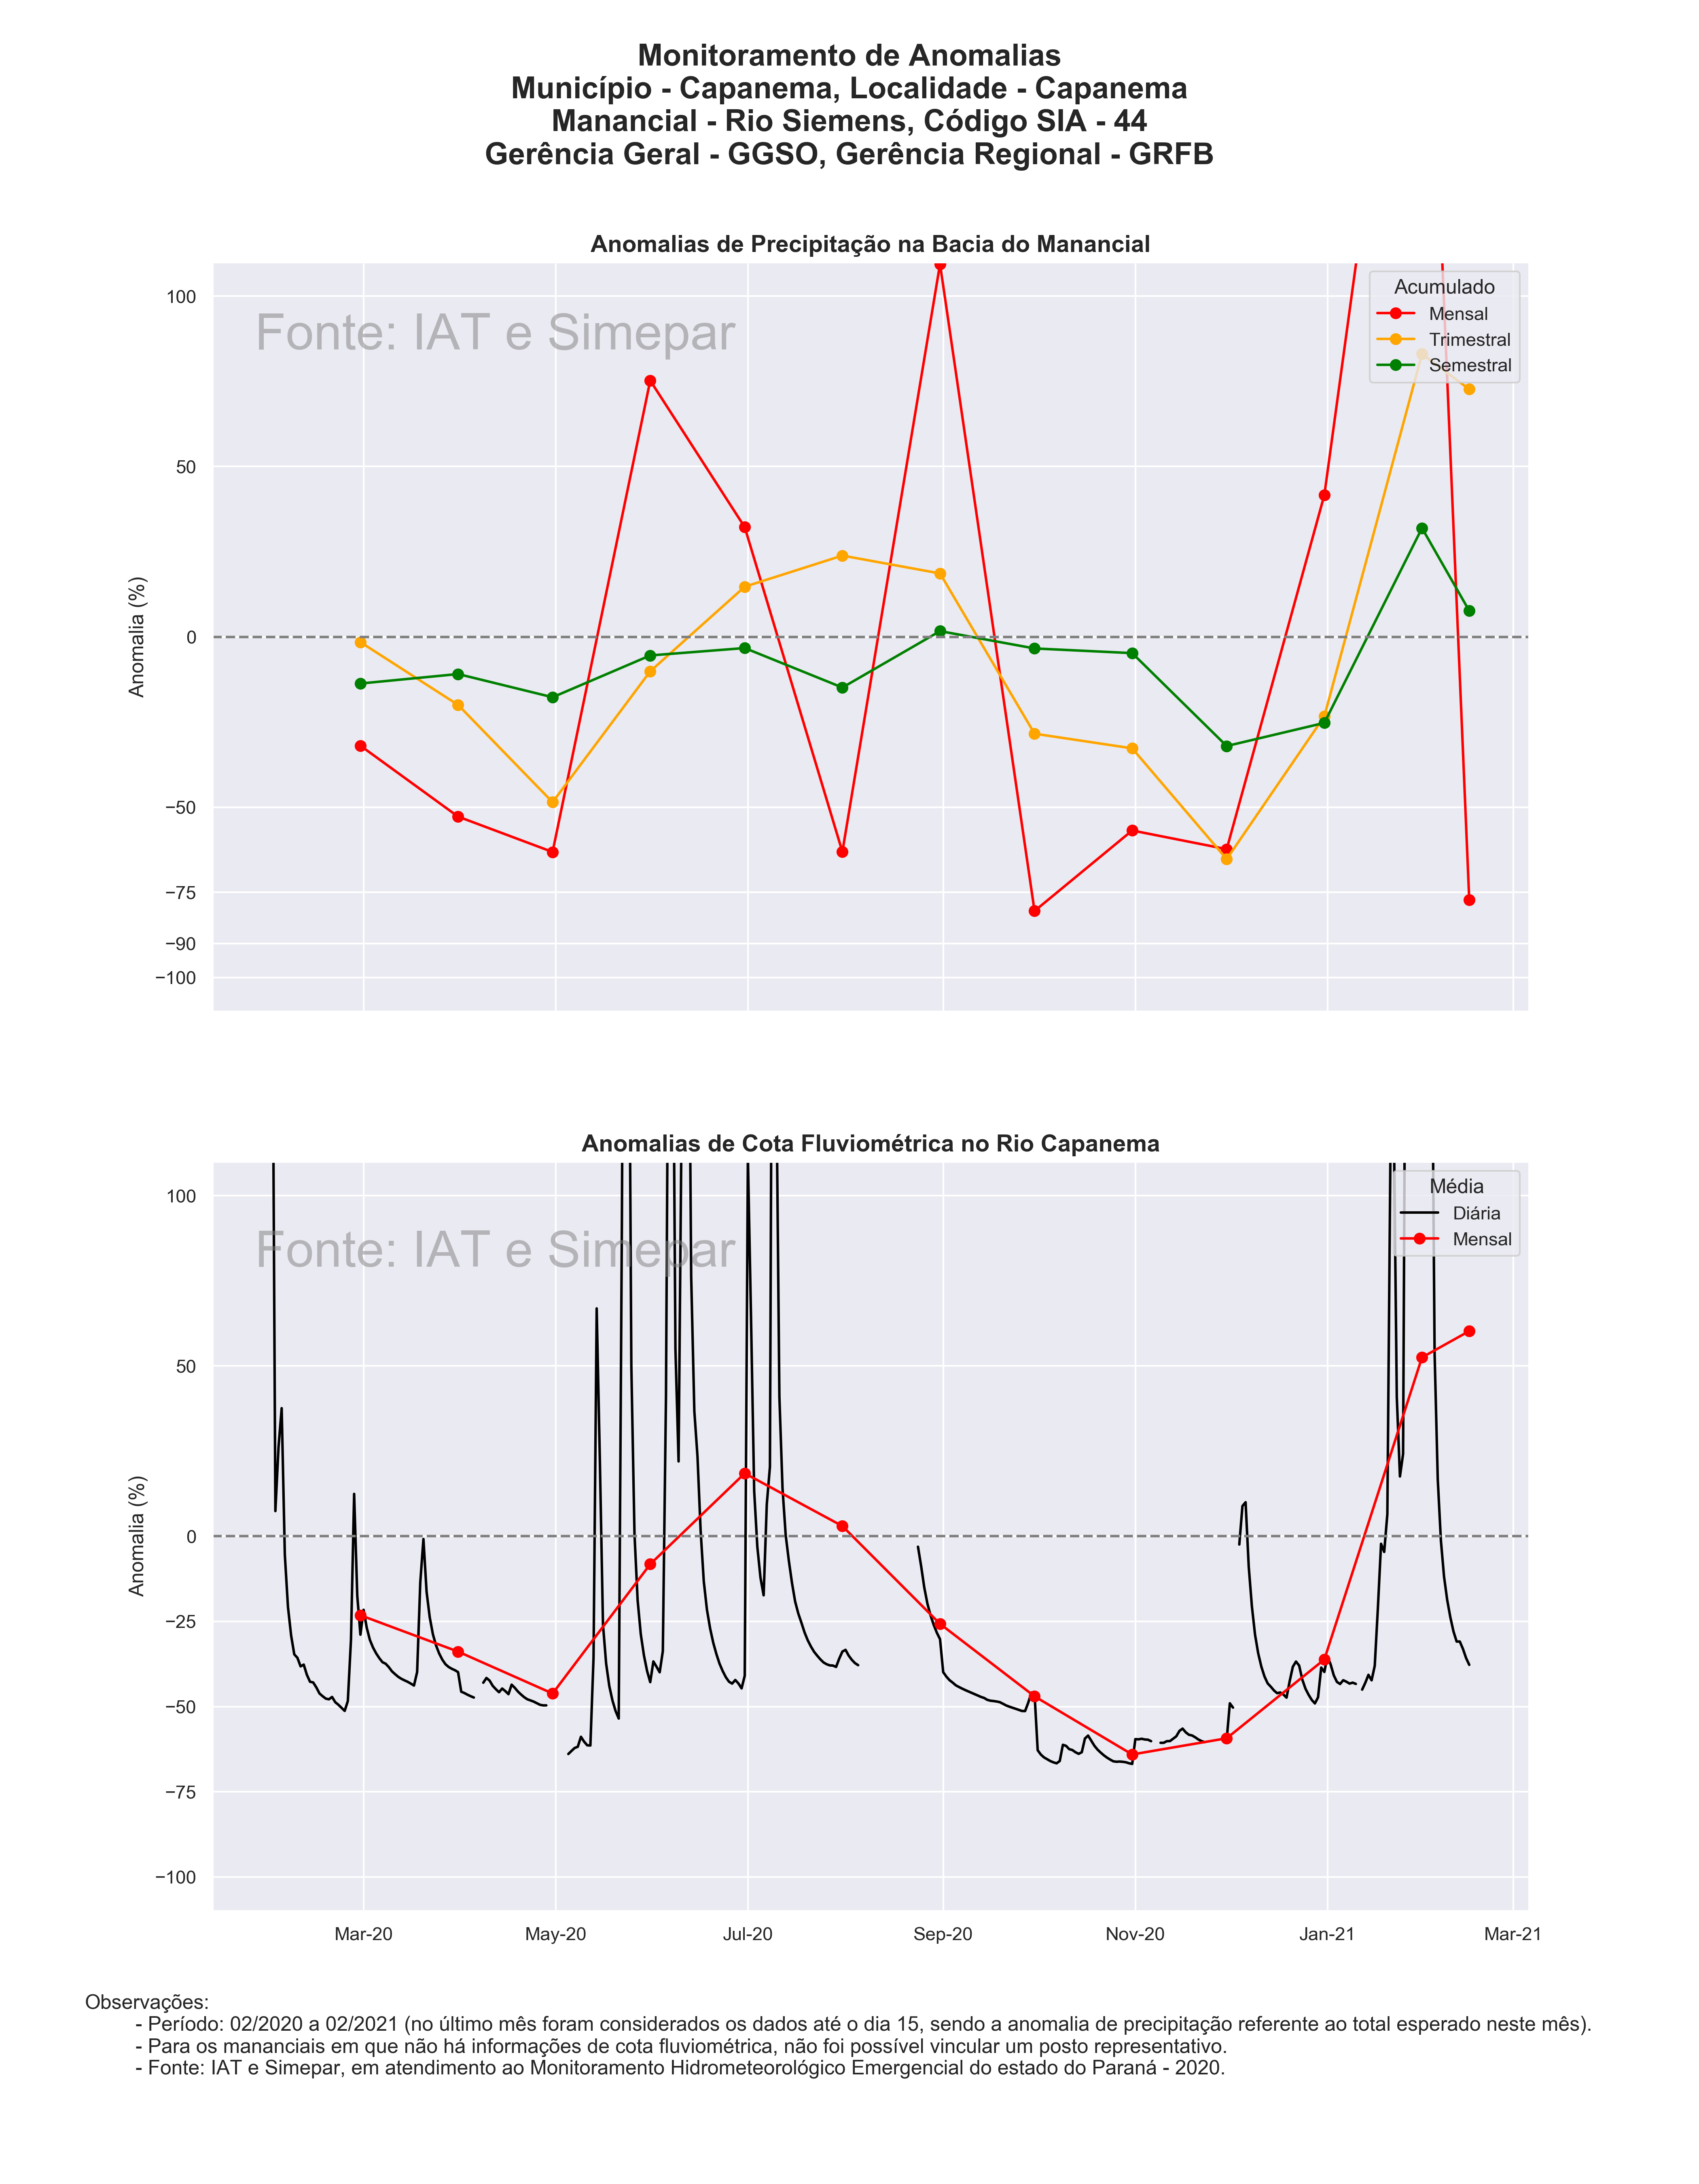 Monitoramento de Anomalias
Município - Capanema, Localidade - Capanema
Manancial - Rio Siemens, Código SIA - 44
Gerência Geral - GGSO, Gerência Regional - GRFB
Anomalias de Precipitação na Bacia do Manancial
Fonte: IAT e Simepar
Acumulado
Mensal
Trimestral
Semestral
Anomalia (%)
100
50
0
−50
−75
−90
−100
Anomalias de Cota Fluviométrica no Rio Capanema
Fonte: IAT e Simepar
Média
Diária
Mensal
Anomalia (%)
100
50
0
−25
−50
−75
−100
Mar-20 May-20 Jul-20 Sep-20 Nov-20 Jan-21 Mar-21
Observações:
- Período: 02/2020 a 02/2021 (no último mês foram considerados os dados até o dia 15, sendo a anomalia de precipitação referente ao total esperado neste mês).
- Para os mananciais em que não há informações de cota fluviométrica, não foi possível vincular um posto representativo.
- Fonte: IAT e Simepar, em atendimento ao Monitoramento Hidrometeorológico Emergencial do estado do Paraná - 2020.